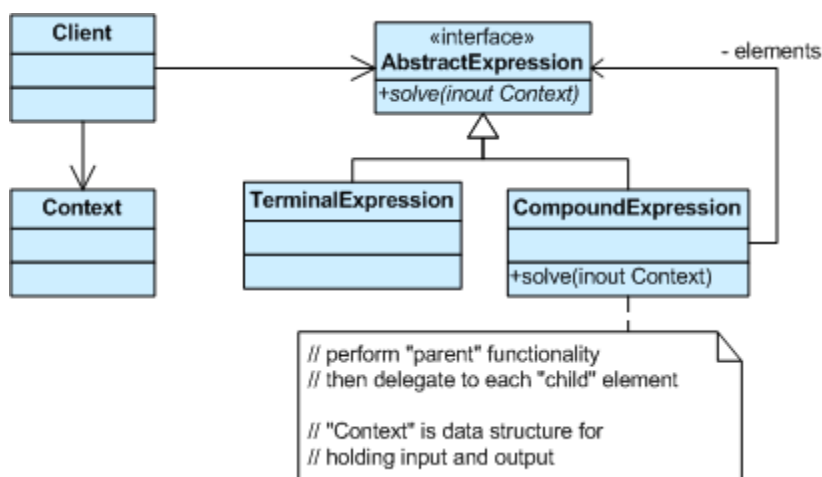 Client
«interface»
AbstractExpression
+solve(inout Context)
- elements
Context
TerminalExpression
CompoundExpression
+solve(inout Context)
// perform "parent" functionality
// then delegate to each "child" element
// "Context" is data structure for
// holding input and output